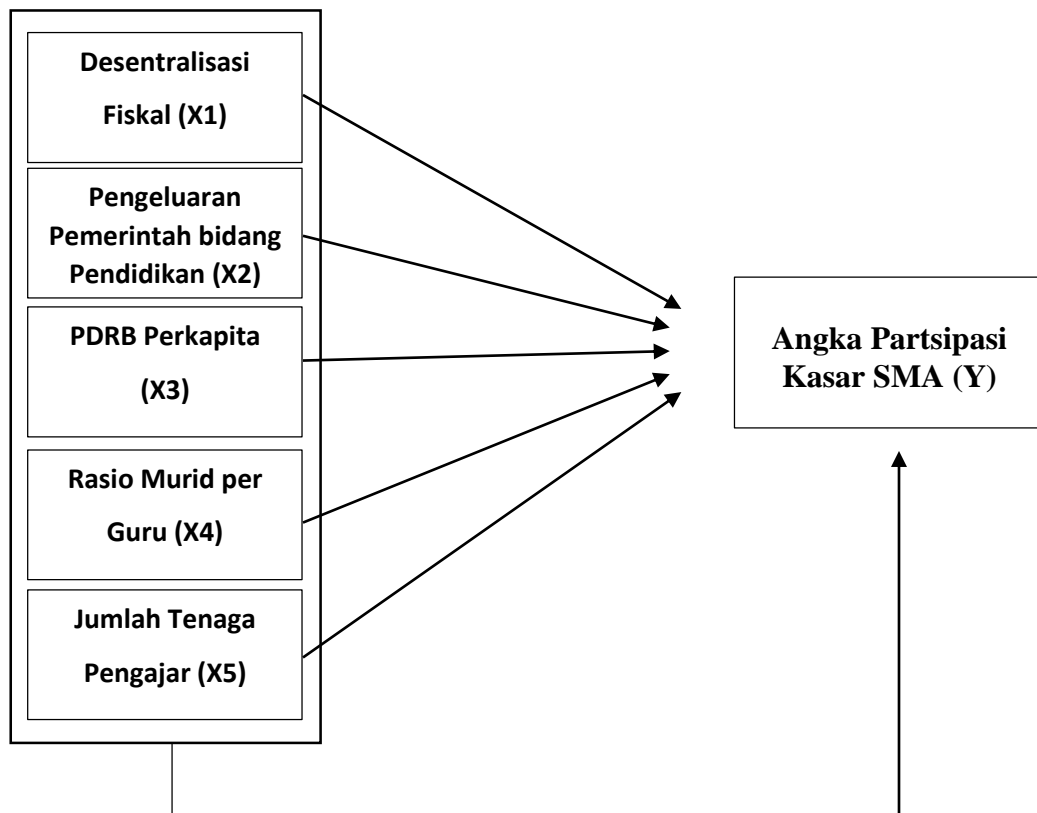 Desentralisasi
Fiskal (X1)
Pengeluaran
Pemerintah bidang
Pendidikan (X2)
PDRB Perkapita
(X3)
Rasio Murid per
Guru (X4)
Jumlah Tenaga
Pengajar (X5)
Angka Partsipasi
Kasar SMA (Y)